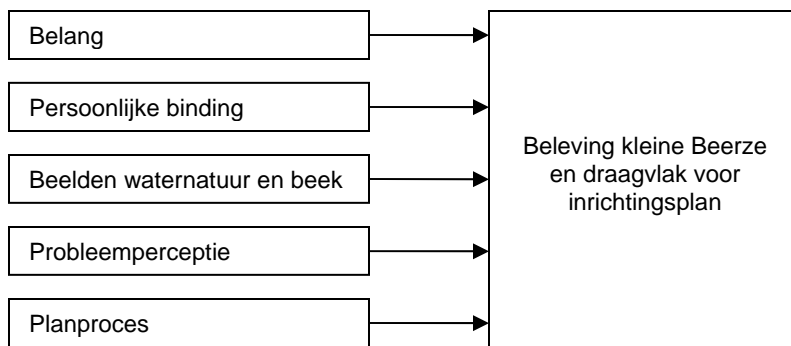 Belang
Persoonlijke binding
Beelden waternatuur en beek
Probleemperceptie
Planproces
Beleving kleine Beerze
en draagvlak voor
inrichtingsplan